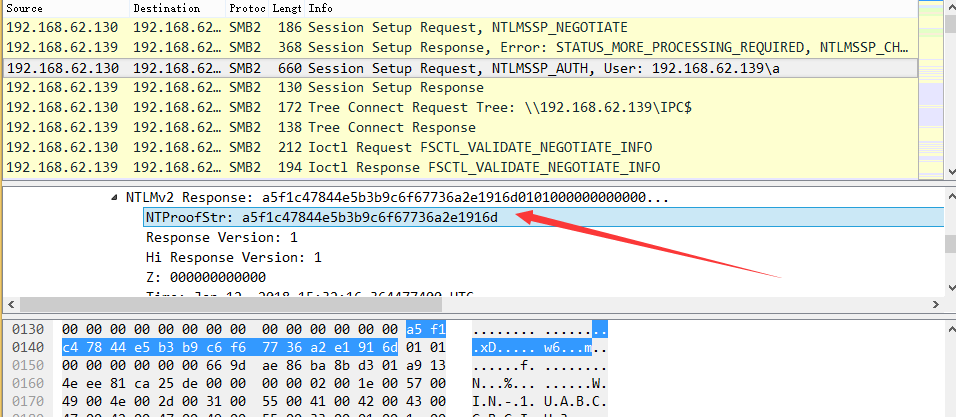 Source Destination Protoc Lengt Info
192.168.62.130 192.168.62… SMB2 186 Session Setup Request, NTLMSSP_NEGOTIATE
192.168.62.139 192.168.62… SMB2 368 Session Setup Response, Error: STATUS_MORE_PROCESSING_REQUIRED, NTLMSSP_CH…
192.168.62.130 192.168.62… SMB2 660 Session Setup Request, NTLMSSP_AUTH, User: 192.168.62.139\a
192.168.62.139 192.168.62… SMB2 130 Session Setup Response
192.168.62.130 192.168.62… SMB2 172 Tree Connect Request Tree: \\192.168.62.139\IPC$
192.168.62.139 192.168.62… SMB2 138 Tree Connect Response
192.168.62.130 192.168.62… SMB2 212 Ioctl Request FSCTL_VALIDATE_NEGOTIATE_INFO
192.168.62.139 192.168.62… SMB2 194 Ioctl Response FSCTL_VALIDATE_NEGOTIATE_INFO
NTLMv2 Response: a5f1c47844e5b3b9c6f67736a2e1916d0101000000000000...
NTProofStr: a5f1c47844e5b3b9c6f67736a2e1916d
Response Version: 1
Hi Response Version: 1
Z: 000000000000
Time: Jan 12, 2018 15:32:16.364477400 UTC
0130 00 00 00 00 00 00 00 00 00 00 00 00 00 00 a5 f1 ........ ........
0140 c4 78 44 e5 b3 b9 c6 f6 77 36 a2 e1 91 6d 01 01 .xD..... w6...m..
0150 00 00 00 00 00 00 66 9d ae 86 ba 8b d3 01 a9 13 ......f. ........
0160 4e ee 81 ca 25 de 00 00 00 00 02 00 1e 00 57 00 N...%... ......W.
0170 49 00 4e 00 2d 00 31 00 55 00 41 00 42 00 43 00 I.N.-.1. U.A.B.C.